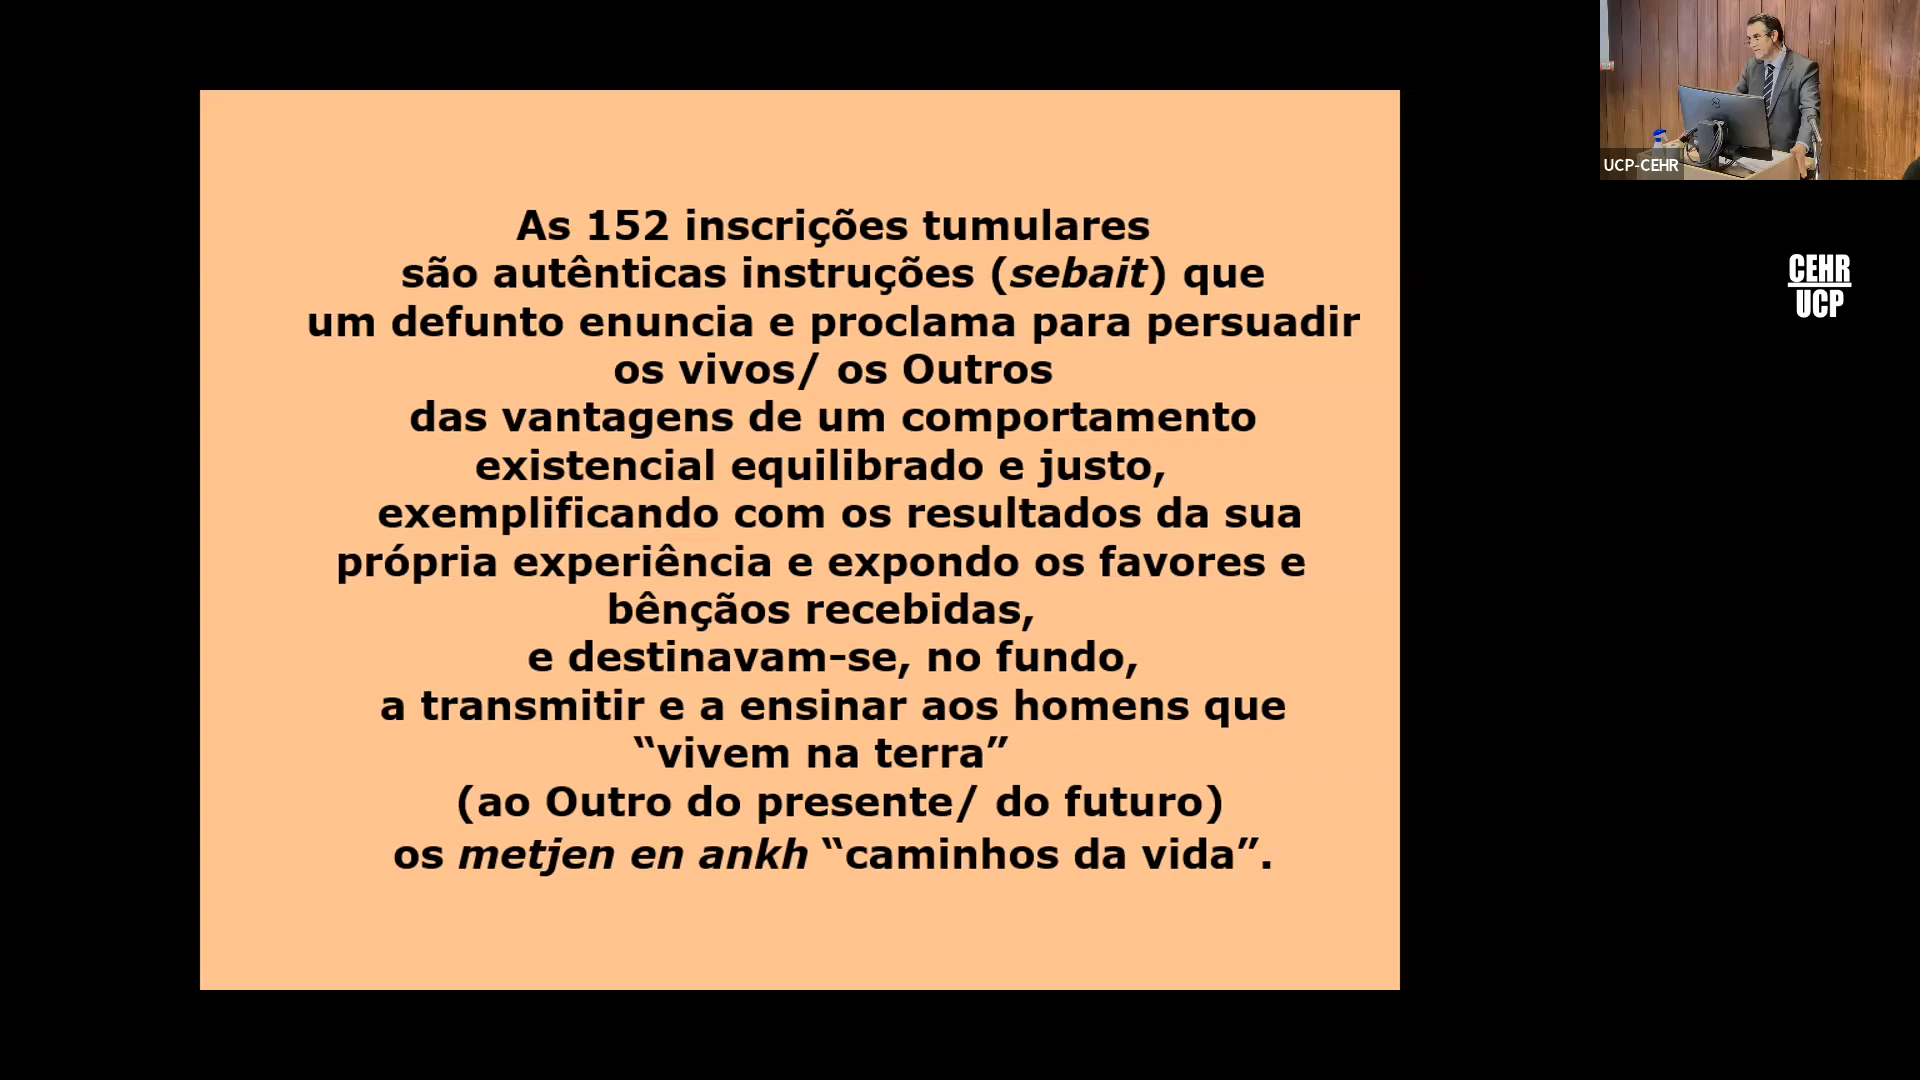 As 152 inscrições tumulares
são autênticas instruções (sebait) que
um defunto enuncia e proclama para persuadir
os vivos/ os Outros
das vantagens de um comportamento
existencial equilibrado e justo,
exemplificando com os resultados da sua
própria experiência e expondo os favores e
bênçãos recebidas,
e destinavam-se, no fundo,
a transmitir e a ensinar aos homens que
“vivem na terra”
(ao Outro do presente/ do futuro)
os metjen en ankh “caminhos da vida”.
UCP-CEHR
CEHR
UCP